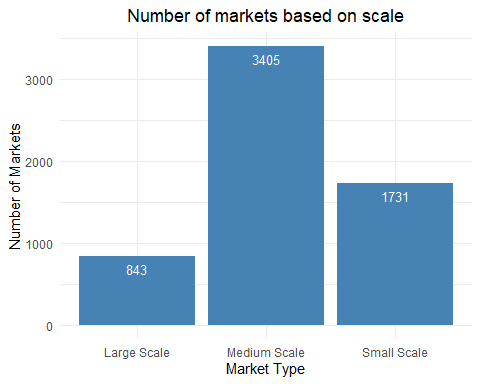 Number of markets based on scale
Number of Markets
3000
2000
1000
0
3405
1731
843
Large Scale
Medium Scale
Small Scale
Market Type